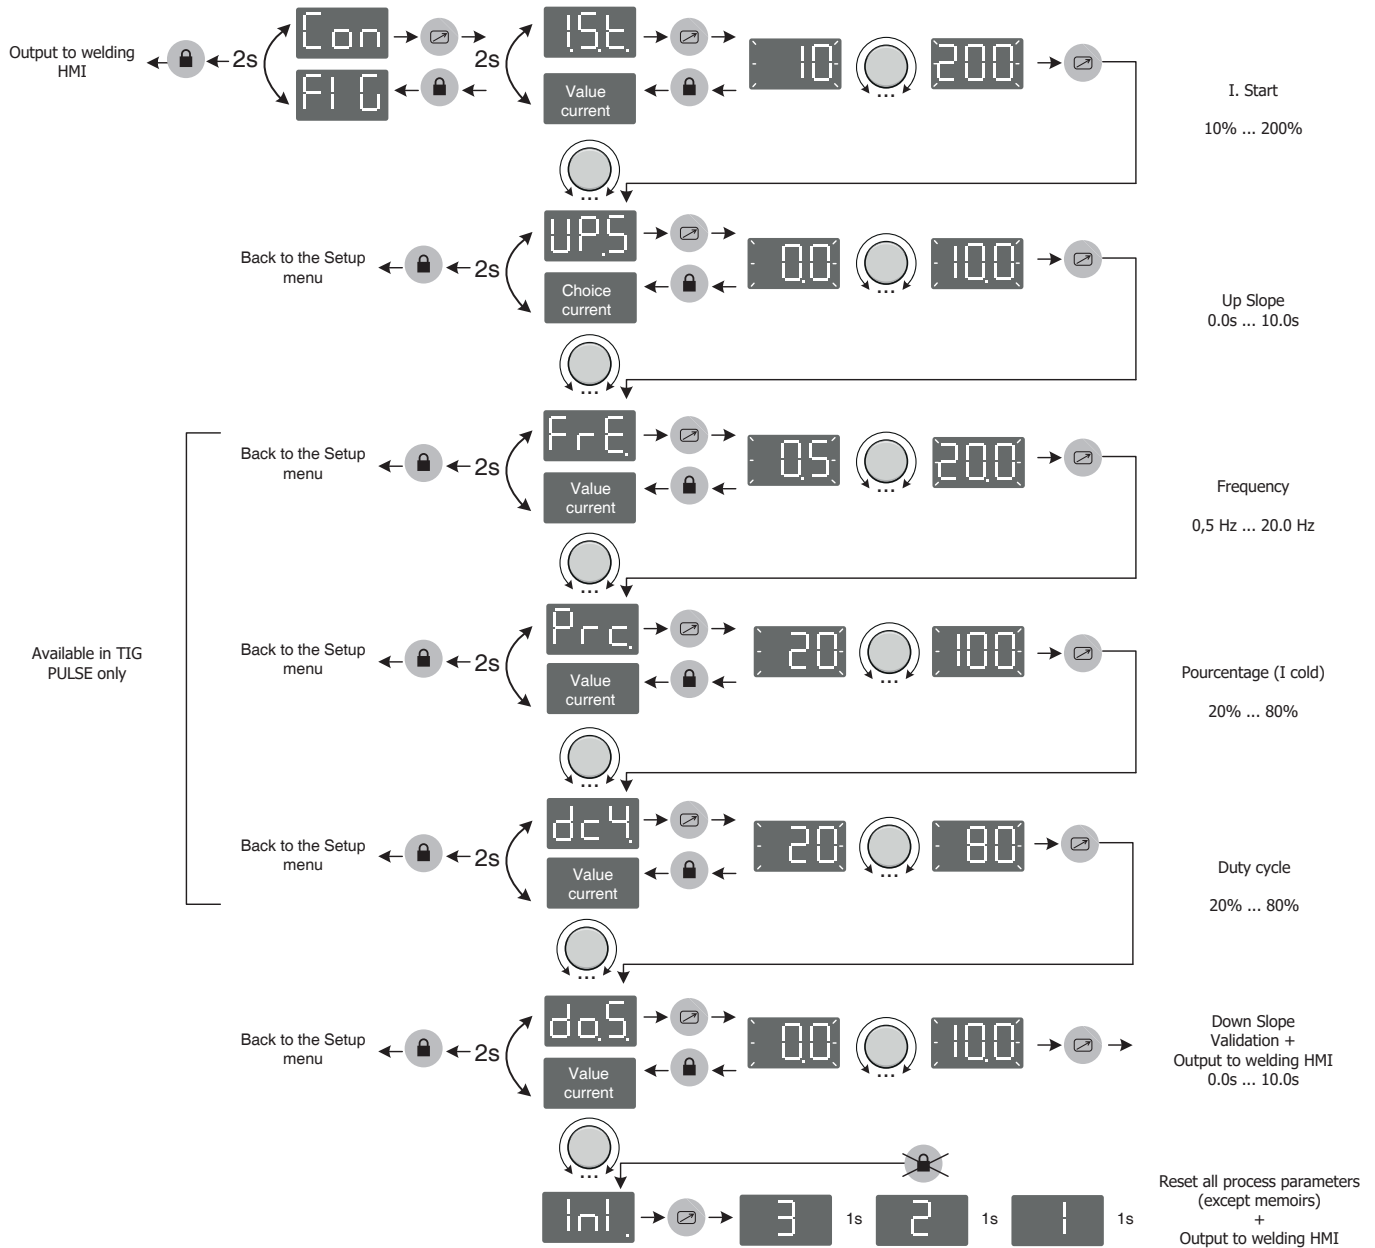 Output to welding
HMI
2s
Con
FIG
2s
I.St.
Value
current
10
...
200
I. Start
10% ... 200%
...
Back to the Setup
menu
2s
UP.S
Choice
current
0.0
...
10.0
Up Slope
0.0s ... 10.0s
...
Available in TIG
PULSE only
Back to the Setup
menu
2s
FrE.
Value
current
0.5
...
20.0
Frequency
0,5 Hz ... 20.0 Hz
...
Back to the Setup
menu
2s
Prc.
Value
current
20
...
100
Pourcentage (I cold)
20% ... 80%
...
Back to the Setup
menu
2s
dcY.
Value
current
20
...
80
Duty cycle
20% ... 80%
...
Back to the Setup
menu
2s
do.S.
Value
current
0.0
...
10.0
Down Slope
Validation +
Output to welding HMI
0.0s ... 10.0s
...
InI.
3
1s
2
1s
1
1s
Reset all process parameters
(except memoirs)
+
Output to welding HMI